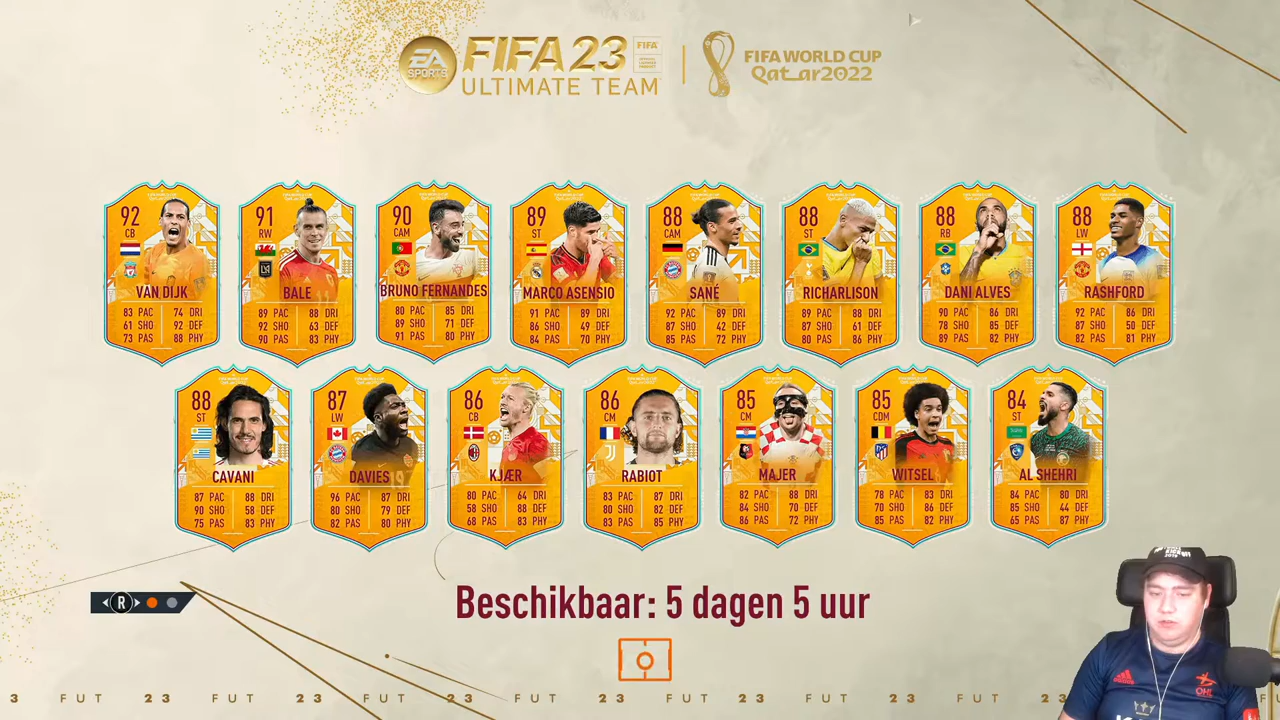 EA SPORTS FIFA 23 FIFA
ULTIMATE TEAM
FIFA WORLD CUP
Qatar2022
92 CB VAN DIJK
83 PAC 74 DRI
61 SHO 92 DEF
73 PAS 88 PHY
91 RW BALE
89 PAC 88 DRI
92 SHO 63 DEF
90 PAS 83 PHY
90 CAM BRUNO FERNANDES
80 PAC 85 DRI
89 SHO 71 DEF
91 PAS 80 PHY
89 ST MARCO ASENSIO
91 PAC 89 DRI
86 SHO 49 DEF
84 PAS 70 PHY
88 CAM SANÉ
92 PAC 89 DRI
87 SHO 42 DEF
85 PAS 72 PHY
88 ST RICHARLISON
89 PAC 88 DRI
87 SHO 61 DEF
80 PAS 86 PHY
88 RB DANI ALVES
90 PAC 86 DRI
78 SHO 85 DEF
89 PAS 82 PHY
88 LW RASHFORD
92 PAC 86 DRI
87 SHO 50 DEF
82 PAS 81 PHY
88 ST CAVANI
87 PAC 88 DRI
90 SHO 58 DEF
75 PAS 83 PHY
87 LW DAVIES
96 PAC 87 DRI
80 SHO 79 DEF
82 PAS 80 PHY
86 CB KJÆR
80 PAC 64 DRI
58 SHO 88 DEF
68 PAS 83 PHY
86 CM RABIOT
83 PAC 87 DRI
80 SHO 82 DEF
83 PAS 85 PHY
85 CM MAJER
82 PAC 88 DRI
84 SHO 70 DEF
86 PAS 72 PHY
85 CDM WITSEL
78 PAC 83 DRI
70 SHO 86 DEF
85 PAS 82 PHY
84 ST AL SHEHRI
84 PAC 80 DRI
85 SHO 44 DEF
65 PAS 87 PHY
R
Beschikbaar: 5 dagen 5 uur
3 FUT 23 FUT 23 FUT 23 FUT 23 FUT 23 FUT 23 FUT 23